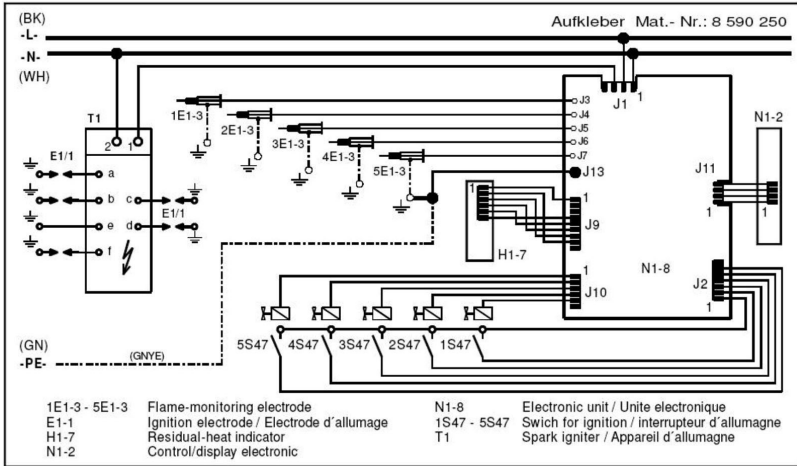 (BK)
Aufkleber Mat.- Nr.: 8 590 250
-L-
-N-
(WH)
1
J1
T1
2 1
E1/1
a
b c
E1/1
e d
f
1E1-3
2E1-3
3E1-3
4E1-3
5E1-3
J3
J4
J5
J6
J7
J13
N1-2
J11
1
1
1
H1-7
1
J9
N1-8
1
J10
J2
1
5S47 4S47 3S47 2S47 1S47
(GN)
-PE-
(GNYE)
1E1-3 - 5E1-3 Flame-monitoring electrode
E1-1 Ignition electrode / Electrode d´allumage
H1-7 Residual-heat indicator
N1-2 Control/display electronic
N1-8 Electronic unit / Unite electronique
1S47 - 5S47 Swich for ignition / interrupteur d´allumagne
T1 Spark igniter / Appareil d´allumagne